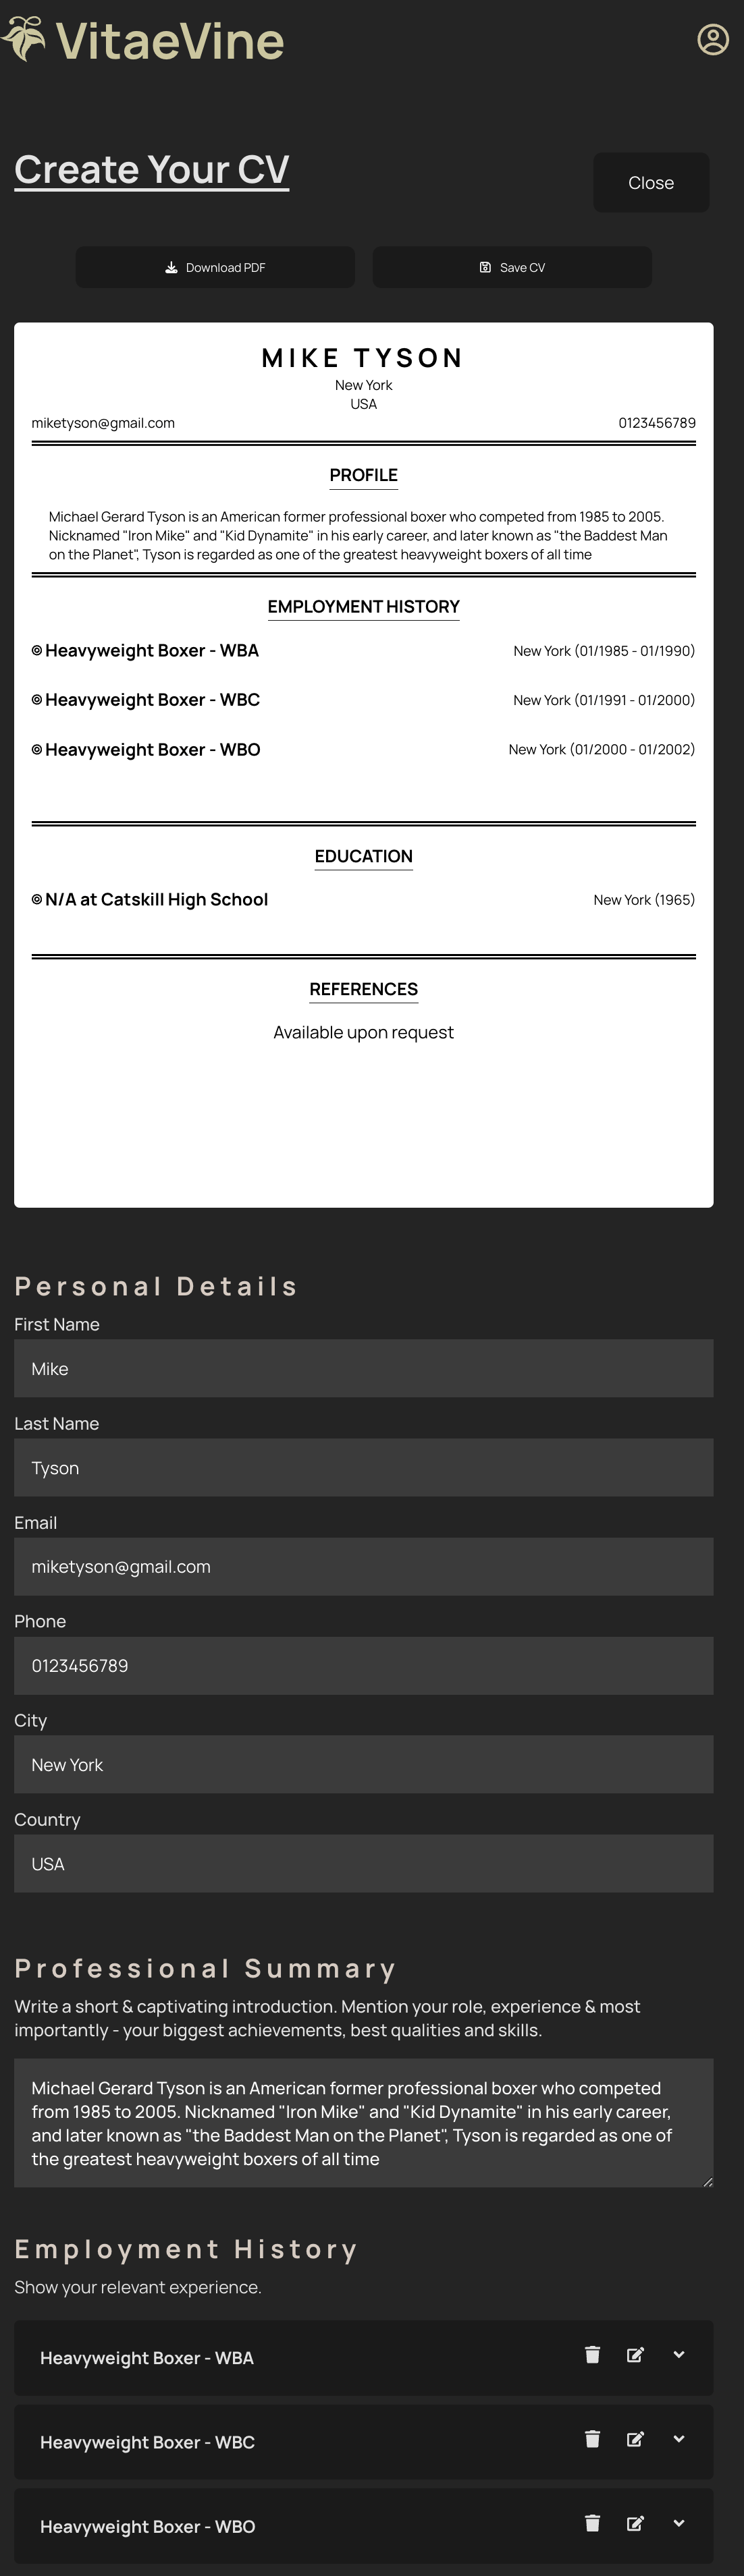 VitaeVine
Create Your CV
Close
Download PDF
Save CV
MIKE TYSON
New York
USA
miketyson@gmail.com
0123456789
PROFILE
Michael Gerard Tyson is an American former professional boxer who competed from 1985 to 2005.
Nicknamed "Iron Mike" and "Kid Dynamite" in his early career, and later known as "the Baddest Man
on the Planet", Tyson is regarded as one of the greatest heavyweight boxers of all time
EMPLOYMENT HISTORY
Heavyweight Boxer - WBA
New York (01/1985 - 01/1990)
Heavyweight Boxer - WBC
New York (01/1991 - 01/2000)
Heavyweight Boxer - WBO
New York (01/2000 - 01/2002)
EDUCATION
N/A at Catskill High School
New York (1965)
REFERENCES
Available upon request
Personal Details
First Name
Mike
Last Name
Tyson
Email
miketyson@gmail.com
Phone
0123456789
City
New York
Country
USA
Professional Summary
Write a short & captivating introduction. Mention your role, experience & most
importantly - your biggest achievements, best qualities and skills.
Michael Gerard Tyson is an American former professional boxer who competed
from 1985 to 2005. Nicknamed "Iron Mike" and "Kid Dynamite" in his early career,
and later known as "the Baddest Man on the Planet", Tyson is regarded as one of
the greatest heavyweight boxers of all time
Employment History
Show your relevant experience.
Heavyweight Boxer - WBA
Heavyweight Boxer - WBC
Heavyweight Boxer - WBO